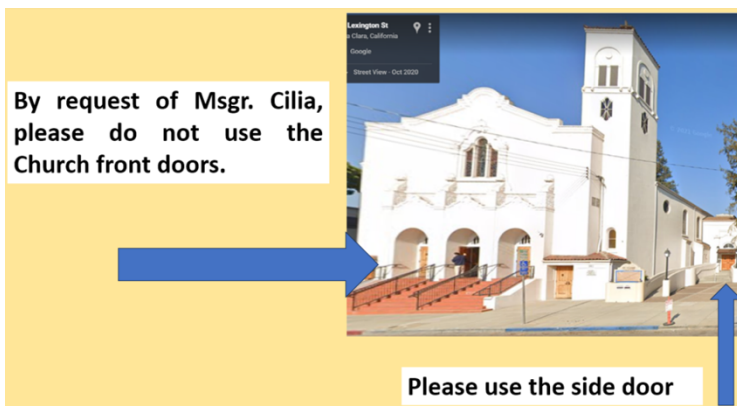 Lexington St
a Clara, California
Google
Street View - Oct 2020
By request of Msgr. Cilia,
please do not use the
Church front doors.
Please use the side door